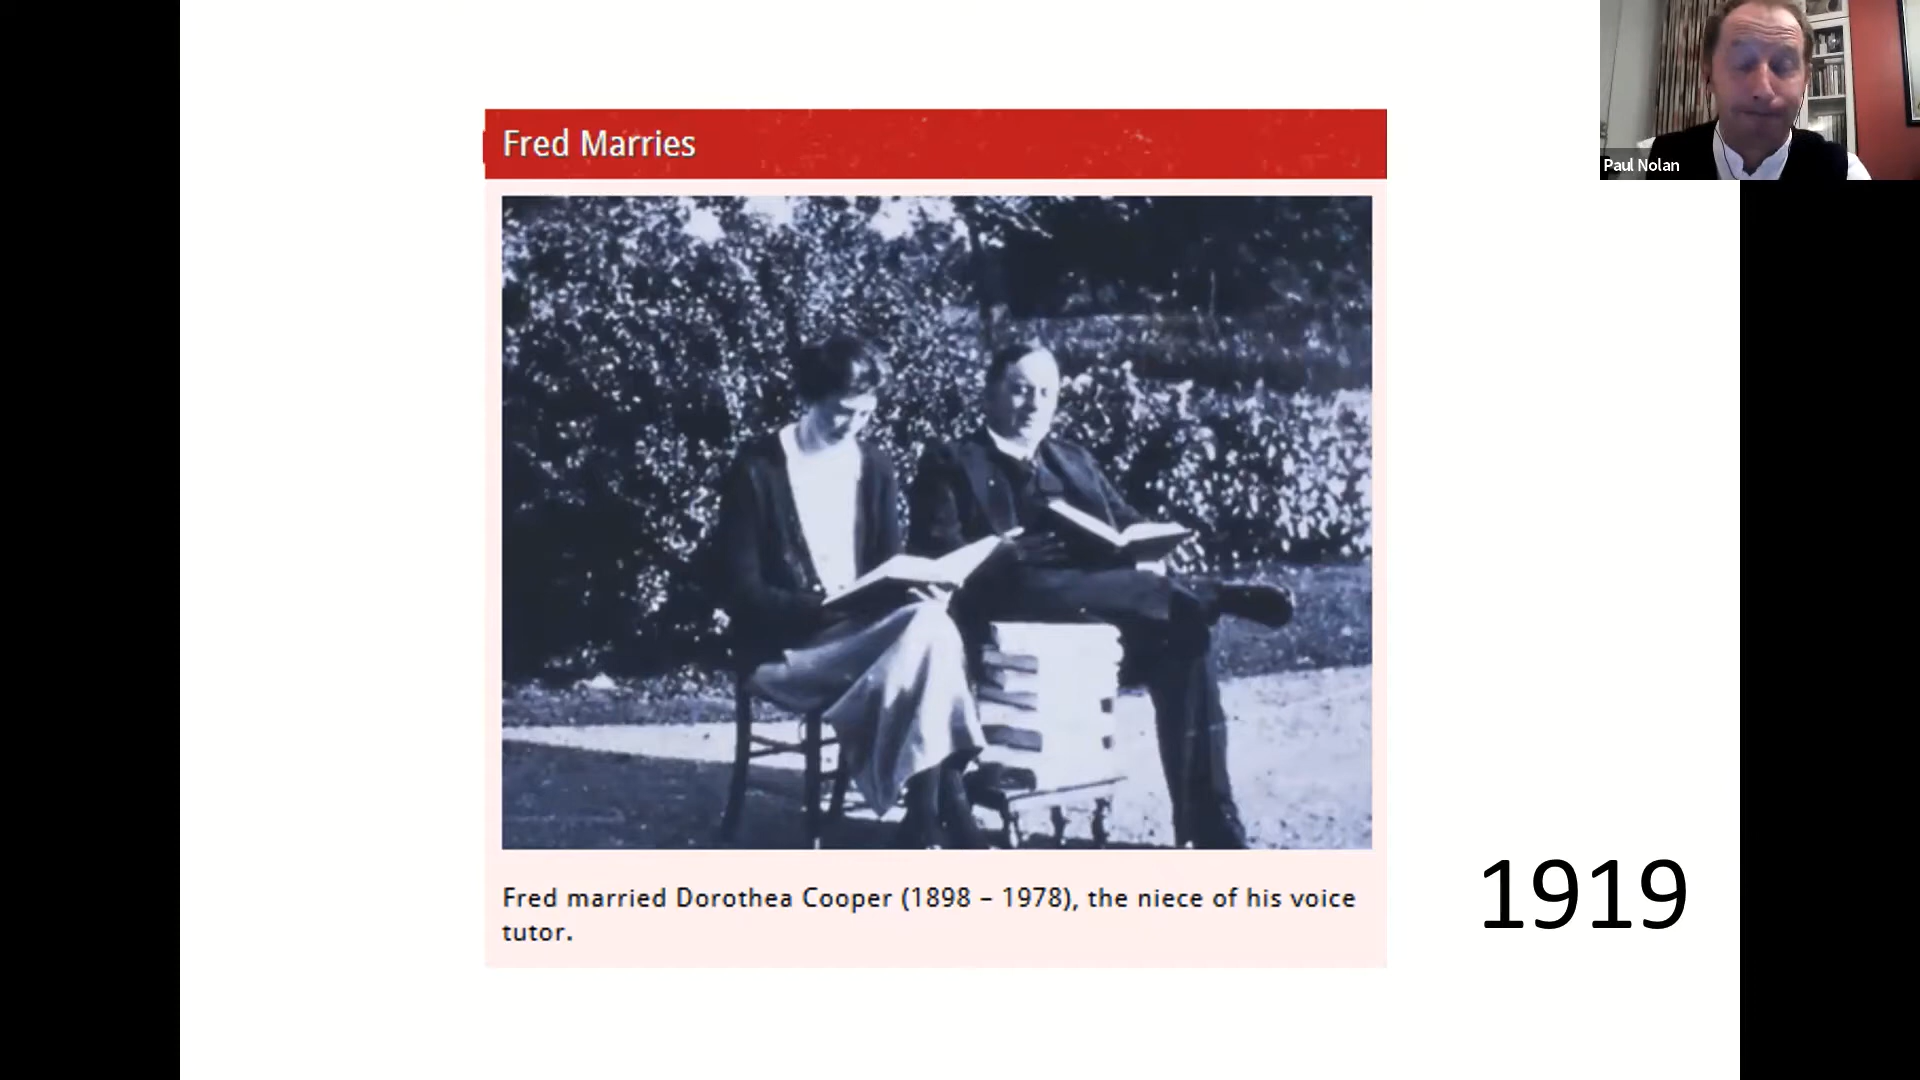 Fred Marries
Paul Nolan
Fred married Dorothea Cooper (1898 – 1978), the niece of his voice
tutor.
1919